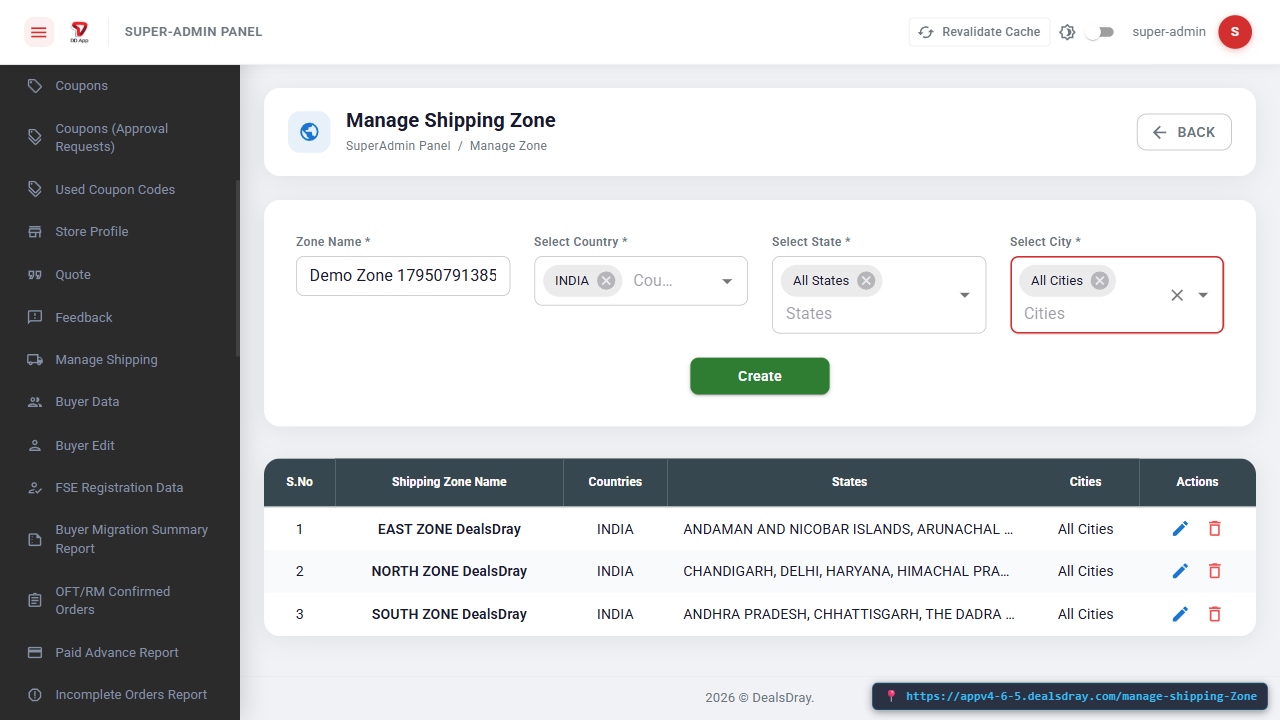 DD App
SUPER-ADMIN PANEL
Revalidate Cache
super-admin
S
Coupons
Coupons (Approval
Requests)
Used Coupon Codes
Store Profile
Quote
Feedback
Manage Shipping
Buyer Data
Buyer Edit
FSE Registration Data
Buyer Migration Summary
Report
OFT/RM Confirmed
Orders
Paid Advance Report
Incomplete Orders Report
Manage Shipping Zone
SuperAdmin Panel / Manage Zone
BACK
Zone Name *
Select Country *
Select State *
Select City *
Demo Zone 17950791385
INDIA
Cou...
All States
States
All Cities
Cities
Create
S.No Shipping Zone Name Countries States Cities Actions
1 EAST ZONE DealsDray INDIA ANDAMAN AND NICOBAR ISLANDS, ARUNACHAL ... All Cities
2 NORTH ZONE DealsDray INDIA CHANDIGARH, DELHI, HARYANA, HIMACHAL PRA... All Cities
3 SOUTH ZONE DealsDray INDIA ANDHRA PRADESH, CHHATTISGARH, THE DADRA ... All Cities
2026 © DealsDray.
https://appv4-6-5.dealsdray.com/manage-shipping-Zone